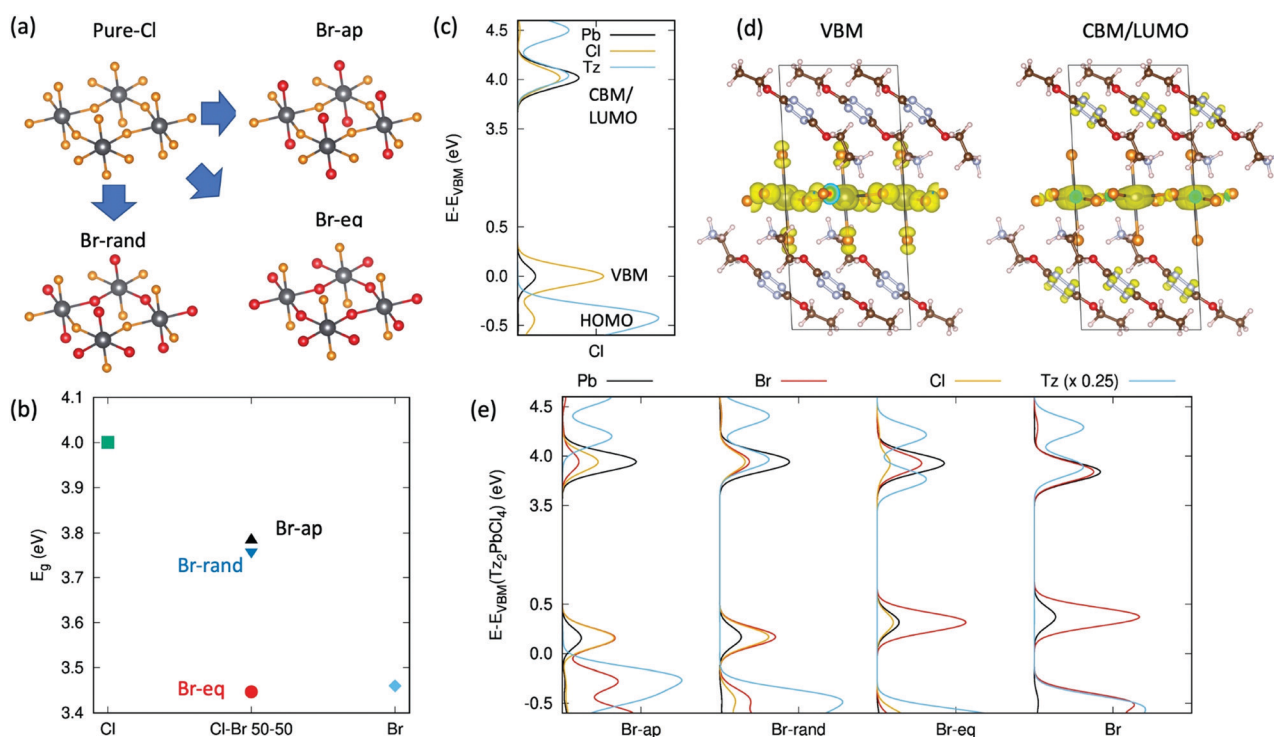 (a)
Pure-Cl
Br-ap
Br-rand
Br-eq
(b)
4.1
4.0
3.9
3.8
3.7
3.6
3.5
3.4
E_g (eV)
Br-ap
Br-rand
Br-eq
Cl
Cl-Br 50-50
Br
(c)
4.5
4.0
3.5
0.5
0.0
-0.5
E-E_VBM (eV)
Pb
Cl
Tz
CBM/
LUMO
VBM
HOMO
Cl
(d)
VBM
CBM/LUMO
(e)
Pb
Br
Cl
Tz (x 0.25)
4.5
4.0
3.5
0.5
0.0
-0.5
E-E_VBM(Tz₂PbCl₄) (eV)
Br-ap
Br-rand
Br-eq
Br